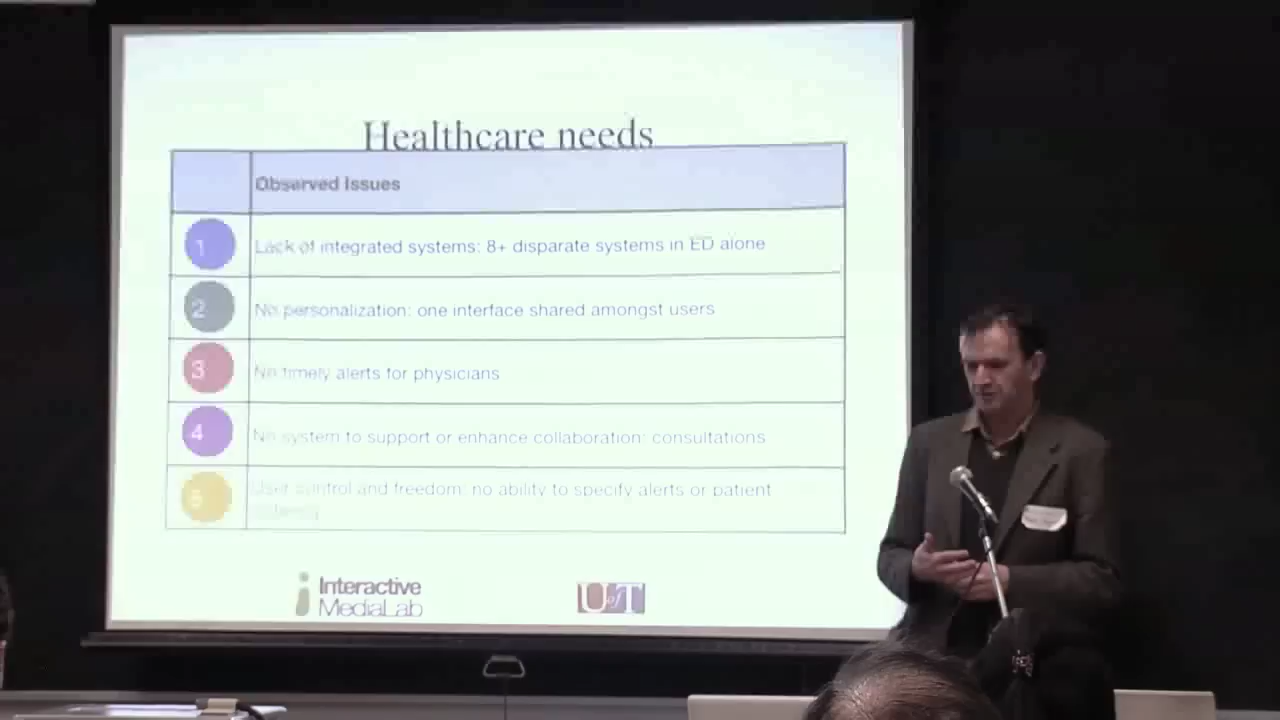 Healthcare needs
Observed Issues
1
Lack of integrated systems: 8+ disparate systems in ED alone
2
No personalization: one interface shared amongst users
3
No timely alerts for physicians
4
No system to support or enhance collaboration: consultations
5
User control and freedom: no ability to specify alerts or patient
Interactive
MediaLab
UofT